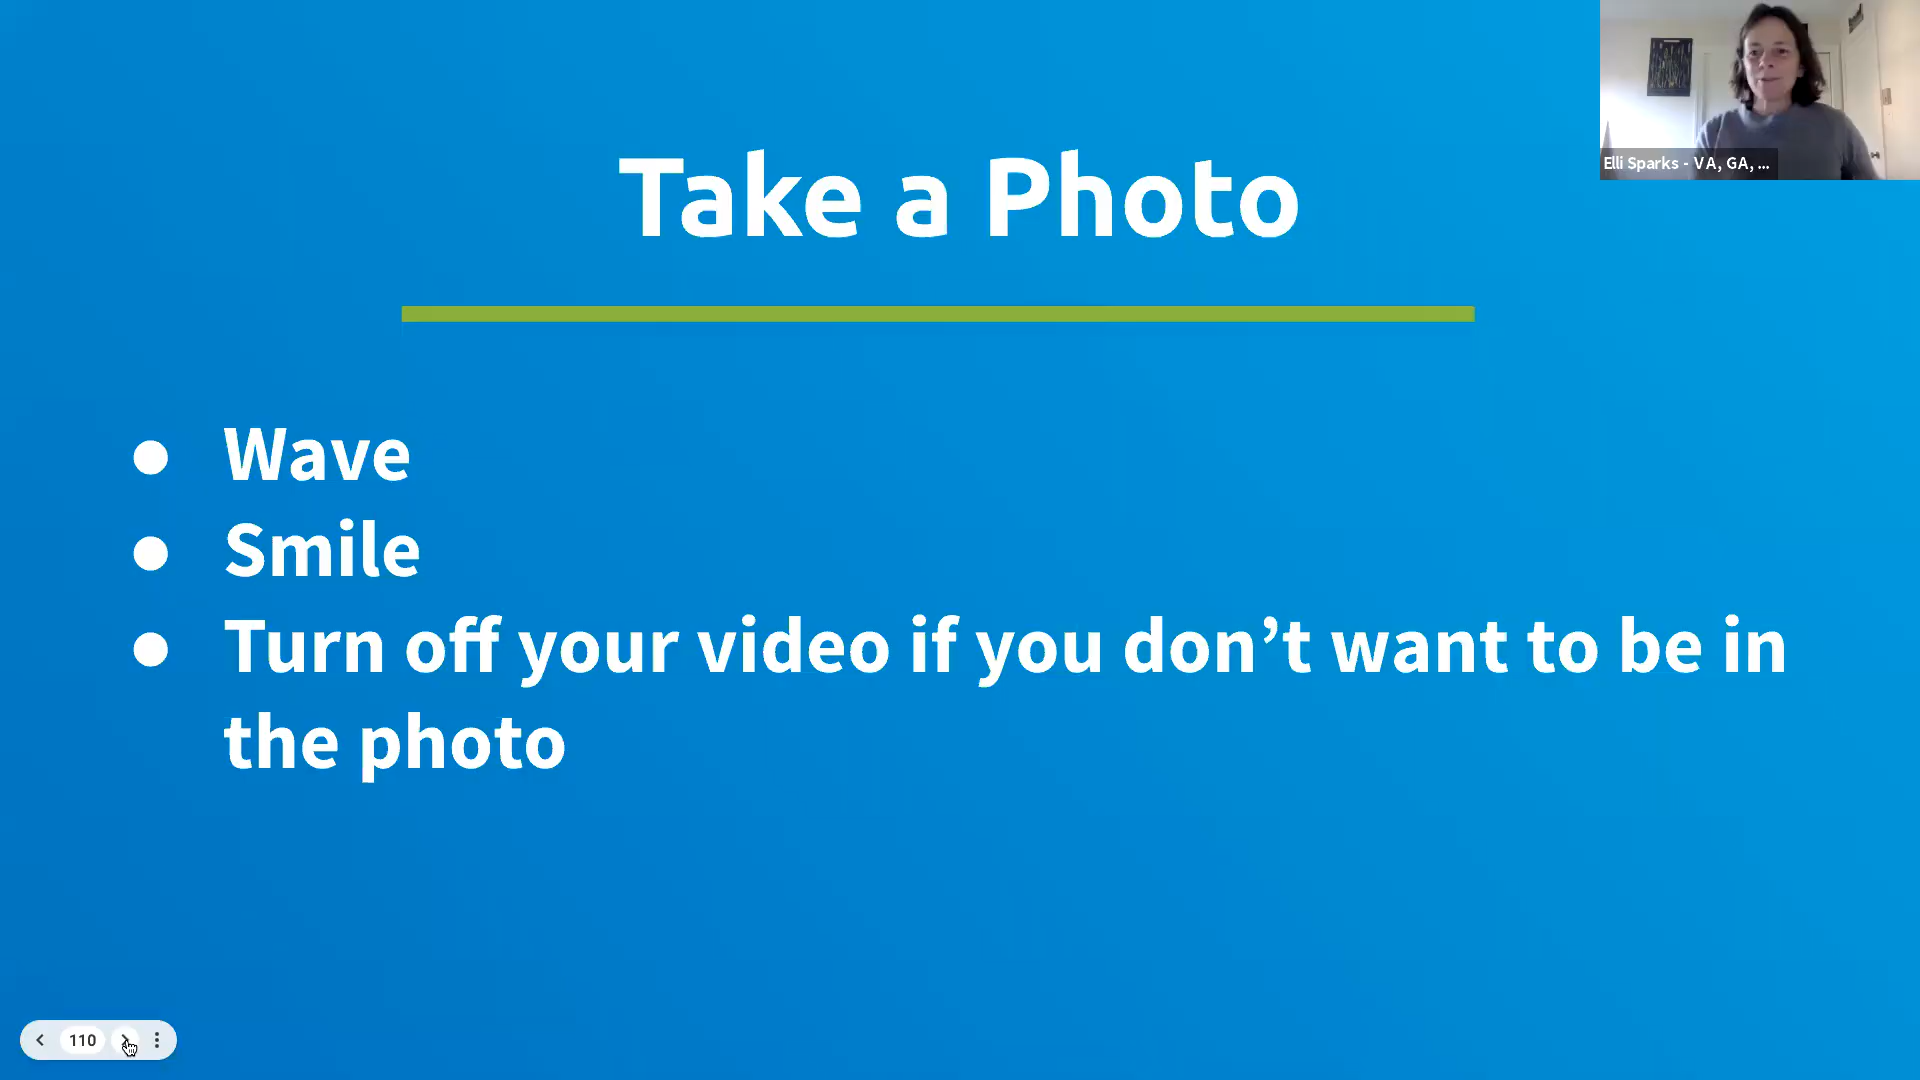 Take a Photo
Elli Sparks - VA, GA, ...
● Wave
● Smile
● Turn off your video if you don’t want to be in
the photo
110